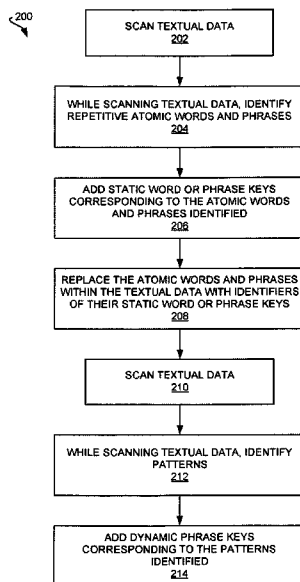 200
SCAN TEXTUAL DATA
202
WHILE SCANNING TEXTUAL DATA, IDENTIFY
REPETITIVE ATOMIC WORDS AND PHRASES
204
ADD STATIC WORD OR PHRASE KEYS
CORRESPONDING TO THE ATOMIC WORDS
AND PHRASES IDENTIFIED
206
REPLACE THE ATOMIC WORDS AND PHRASES
WITHIN THE TEXTUAL DATA WITH IDENTIFIERS
OF THEIR STATIC WORD OR PHRASE KEYS
208
SCAN TEXTUAL DATA
210
WHILE SCANNING TEXTUAL DATA, IDENTIFY
PATTERNS
212
ADD DYNAMIC PHRASE KEYS
CORRESPONDING TO THE PATTERNS
IDENTIFIED
214